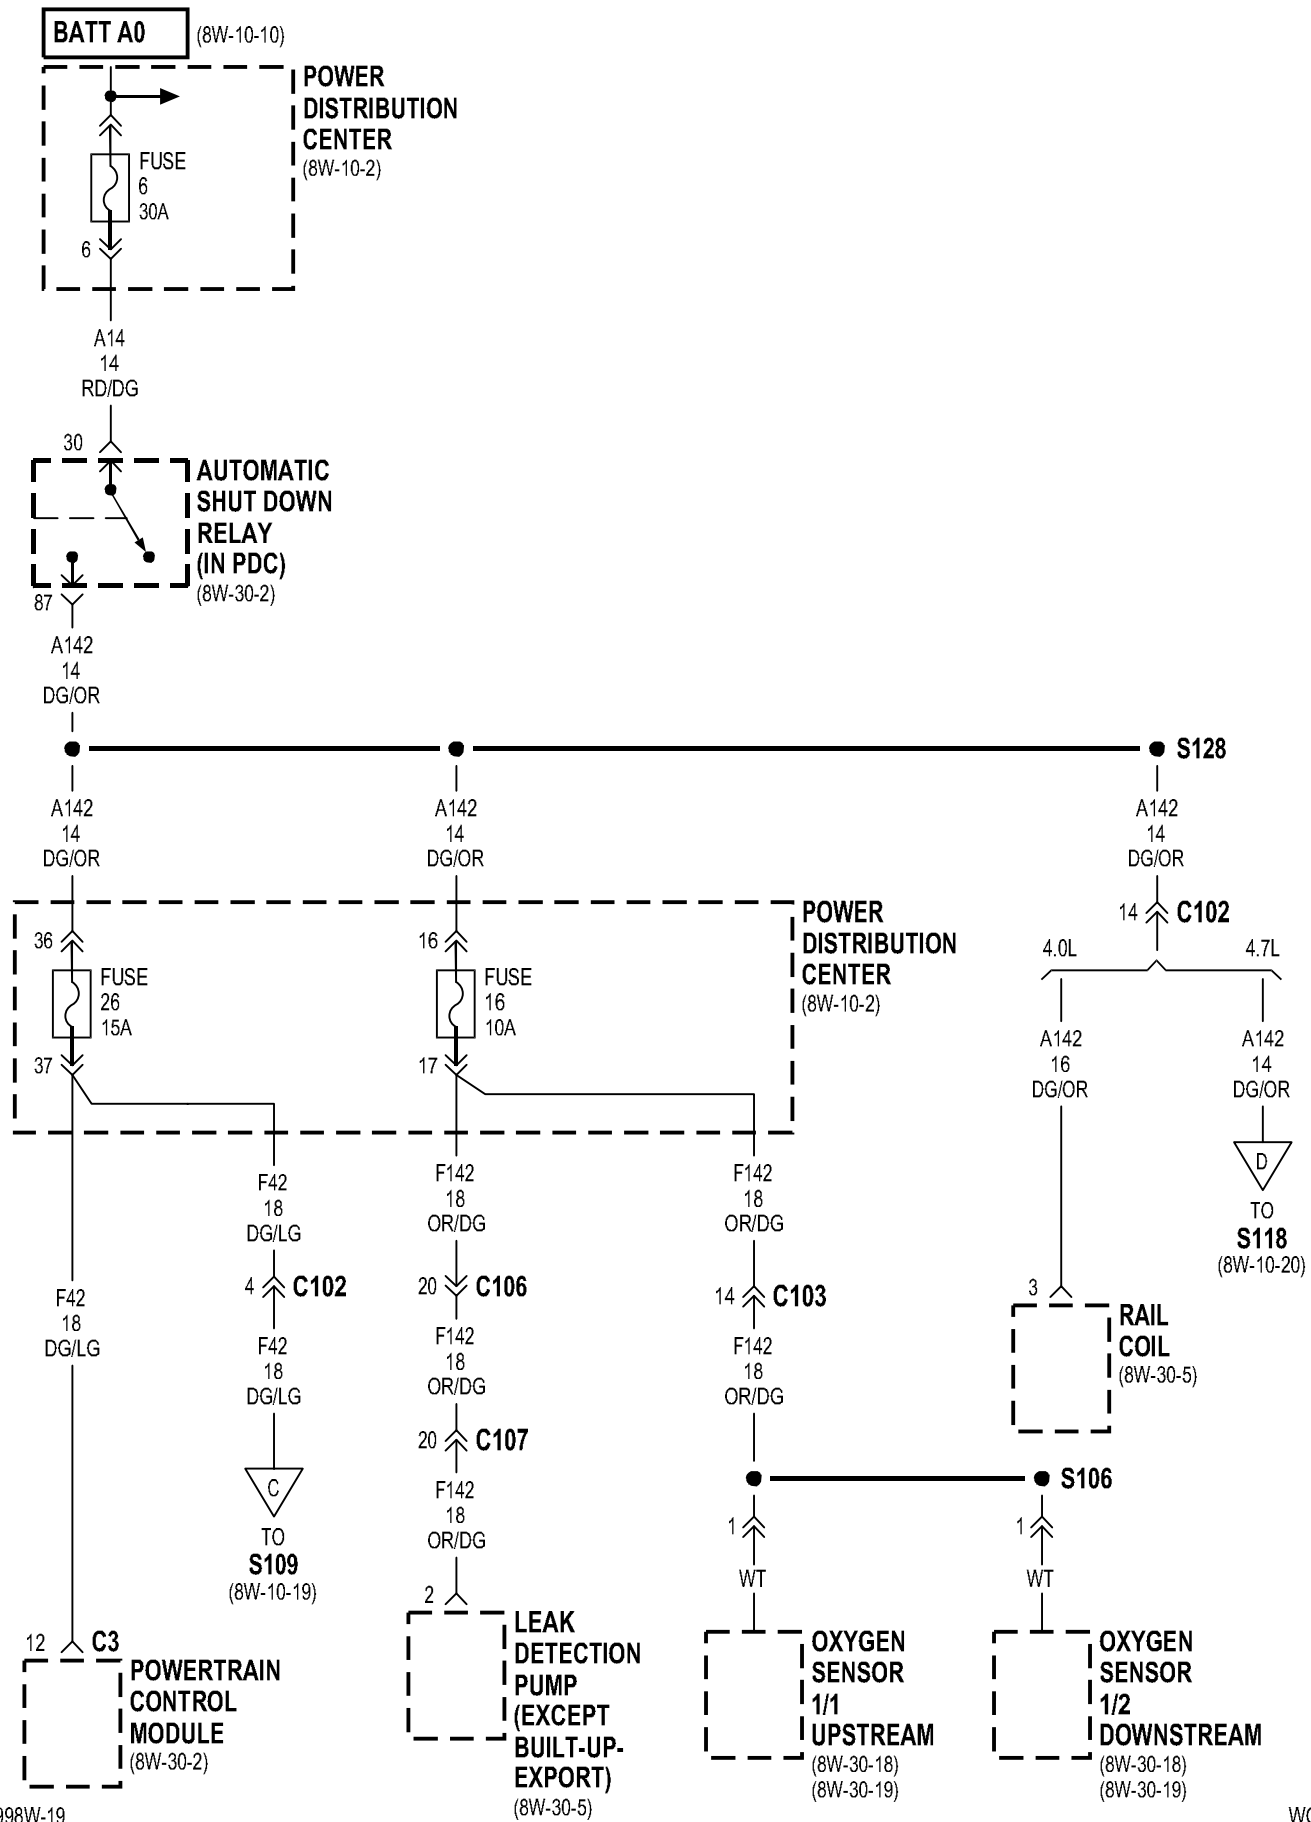 BATT A0 (8W-10-10)
POWER
DISTRIBUTION
CENTER
(8W-10-2)
FUSE
6
30A
6
A14
14
RD/DG
30
AUTOMATIC
SHUT DOWN
RELAY
(IN PDC)
(8W-30-2)
87
A142
14
DG/OR
S128
A142
14
DG/OR
A142
14
DG/OR
A142
14
DG/OR
14 C102
4.0L 4.7L
POWER
DISTRIBUTION
CENTER
(8W-10-2)
36
FUSE
26
15A
37
16
FUSE
16
10A
17
A142
16
DG/OR
A142
14
DG/OR
D
TO
S118
(8W-10-20)
F42
18
DG/LG
F42
18
DG/LG
4 C102
F42
18
DG/LG
C
TO
S109
(8W-10-19)
F142
18
OR/DG
20 C106
F142
18
OR/DG
20 C107
F142
18
OR/DG
F142
18
OR/DG
14 C103
F142
18
OR/DG
3
RAIL
COIL
(8W-30-5)
S106
1
WT
1
WT
12 C3
POWERTRAIN
CONTROL
MODULE
(8W-30-2)
2
LEAK
DETECTION
PUMP
(EXCEPT
BUILT-UP-
EXPORT)
(8W-30-5)
OXYGEN
SENSOR
1/1
UPSTREAM
(8W-30-18)
(8W-30-19)
OXYGEN
SENSOR
1/2
DOWNSTREAM
(8W-30-18)
(8W-30-19)
998W-19